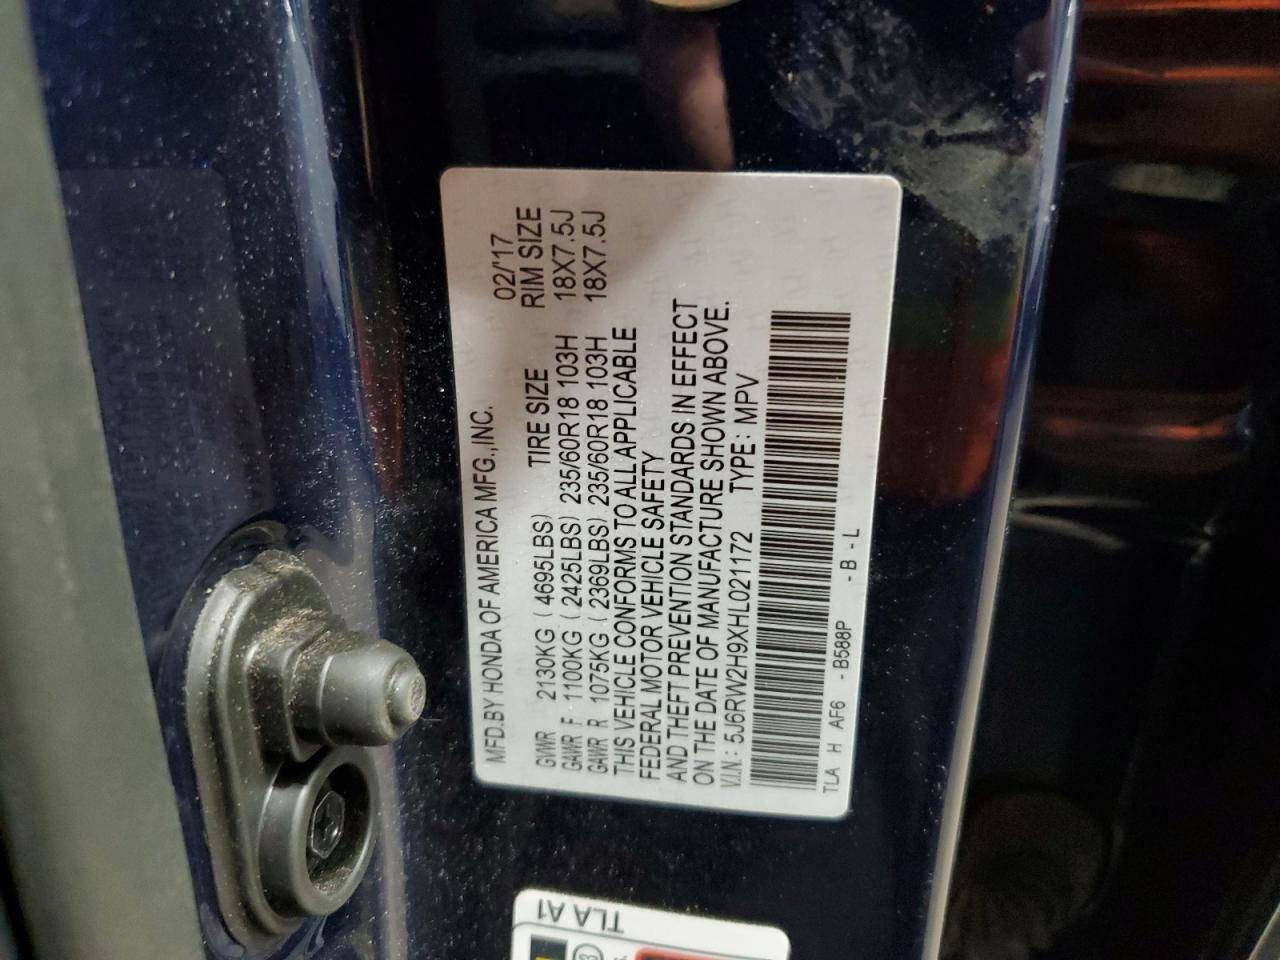 MFD.BY HONDA OF AMERICA MFG.,INC. 02/'17
TIRE SIZE RIM SIZE
GVWR 2130KG ( 4695LBS)
GAWR F 1100KG ( 2425LBS) 235/60R18 103H 18X7.5J
GAWR R 1075KG ( 2369LBS) 235/60R18 103H 18X7.5J
THIS VEHICLE CONFORMS TO ALL APPLICABLE
FEDERAL MOTOR VEHICLE SAFETY
AND THEFT PREVENTION STANDARDS IN EFFECT
ON THE DATE OF MANUFACTURE SHOWN ABOVE.
V.I.N.: 5J6RW2H9XHL021172 TYPE: MPV
TLA H AF6 - B588P - B - L
TLA A1